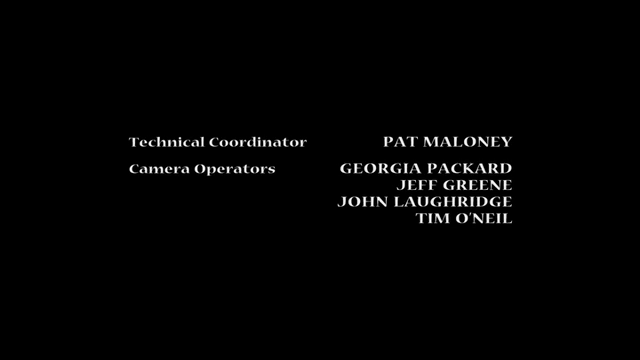 Technical Coordinator PAT MALONEY
Camera Operators GEORGIA PACKARD
JEFF GREENE
JOHN LAUGHRIDGE
TIM O'NEIL